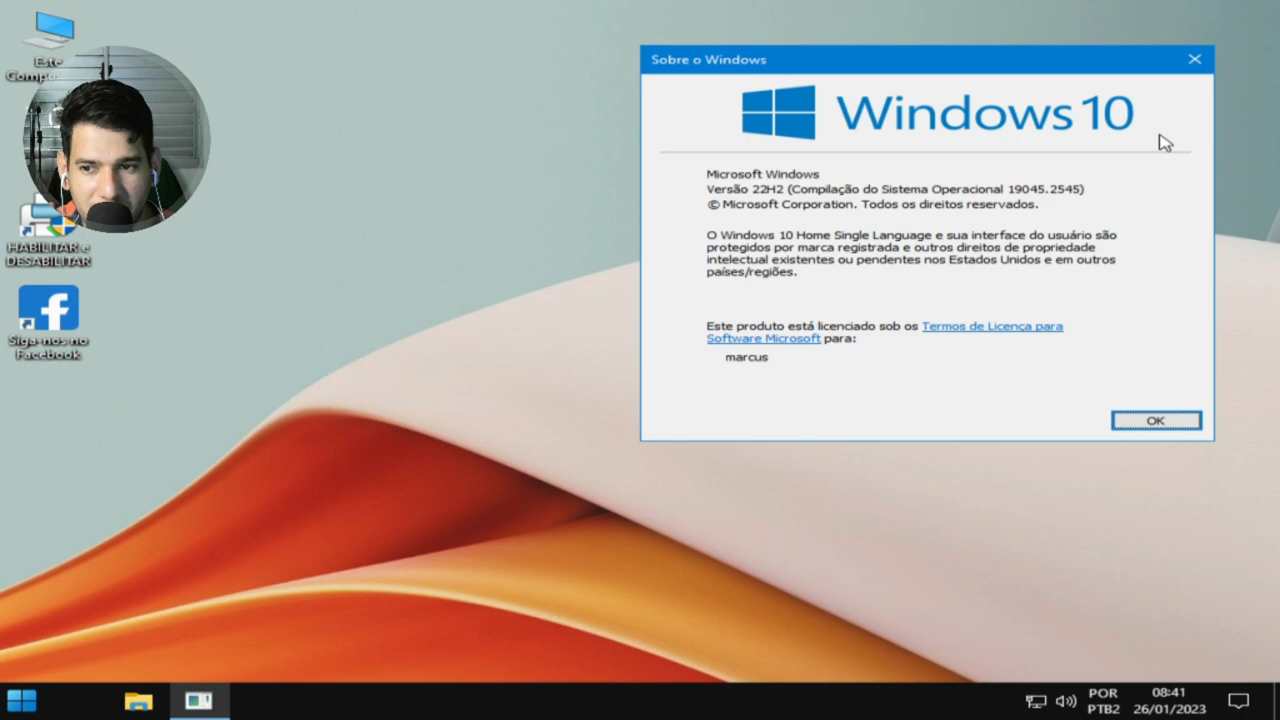 Este
Compu
HABILITAR e
DESABILITAR
Siga-nos no
Facebook
Sobre o Windows
Windows 10
Microsoft Windows
Versão 22H2 (Compilação do Sistema Operacional 19045.2545)
© Microsoft Corporation. Todos os direitos reservados.
O Windows 10 Home Single Language e sua interface do usuário são
protegidos por marca registrada e outros direitos de propriedade
intelectual existentes ou pendentes nos Estados Unidos e em outros
países/regiões.
Este produto está licenciado sob os Termos de Licença para
Software Microsoft para:
marcus
OK
POR
PTB2
08:41
26/01/2023